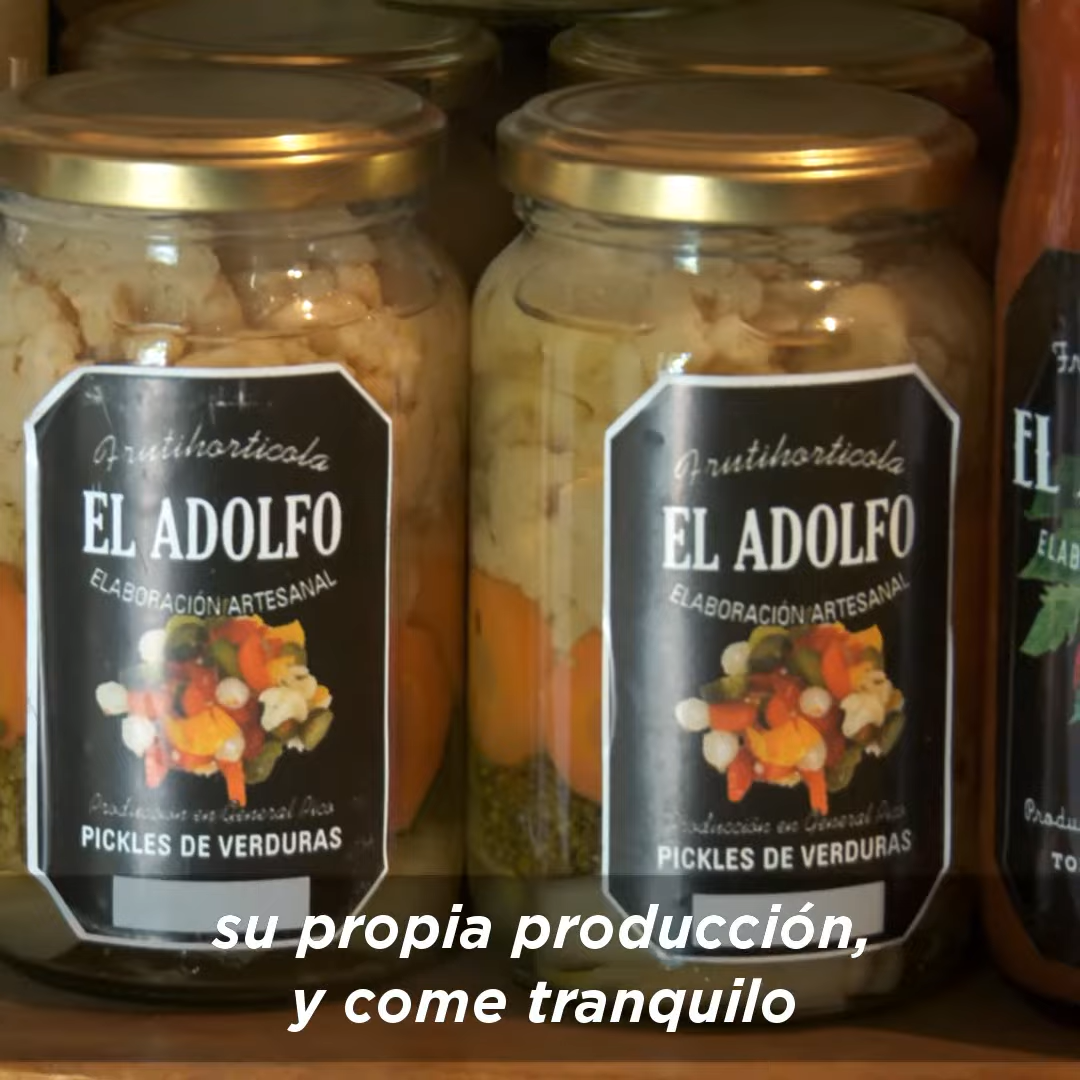 Frutihorticola
EL ADOLFO
ELABORACIÓN ARTESANAL
Producción en General Pico
PICKLES DE VERDURAS
Frutihorticola
EL ADOLFO
ELABORACIÓN ARTESANAL
Producción en General Pico
PICKLES DE VERDURAS
EL
su propia producción,
y come tranquilo